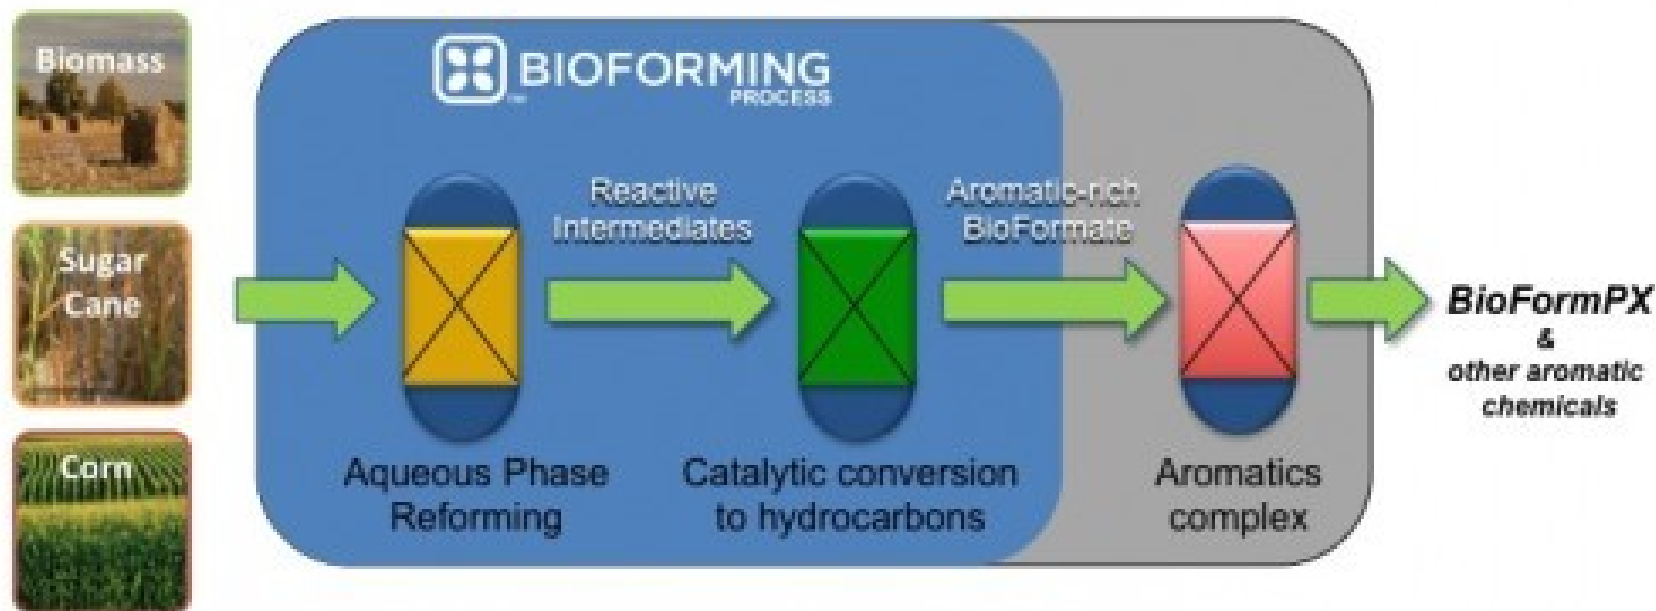 Biomass
Sugar
Cane
Corn
BIOFORMING
PROCESS
Reactive
Intermediates
Aromatic-rich
BioFormate
Aqueous Phase
Reforming
Catalytic conversion
to hydrocarbons
Aromatics
complex
BioFormPX
&
other aromatic
chemicals